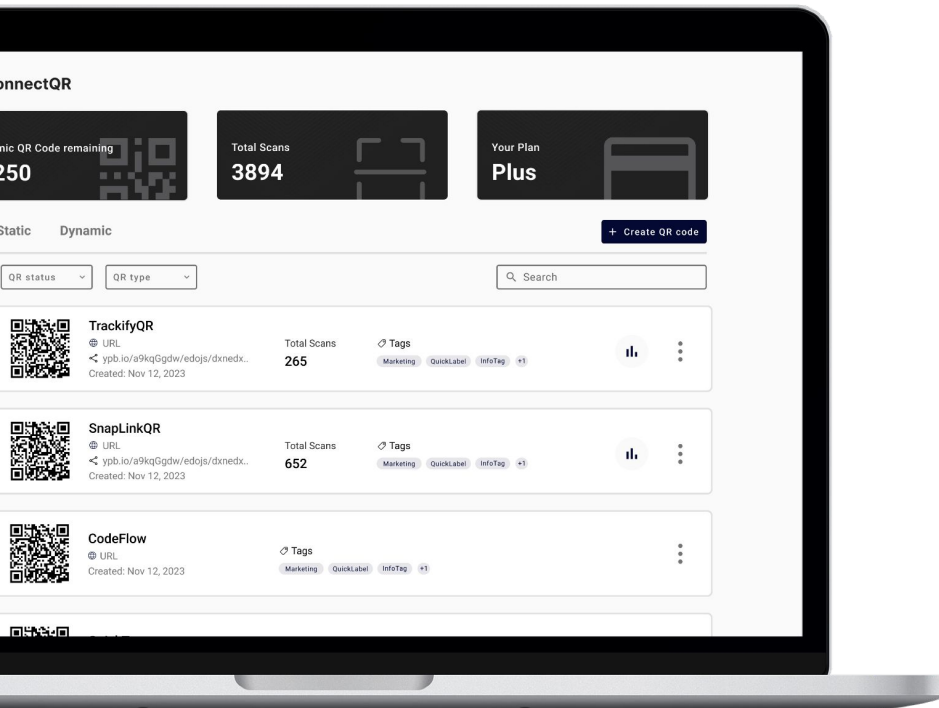 onnectQR
mic QR Code remaining
250
Total Scans
3894
Your Plan
Plus
Static
Dynamic
+ Create QR code
QR status
QR type
Search
TrackifyQR
URL
ypb.io/a9kqGgdw/edojs/dxnedx..
Created: Nov 12, 2023
Total Scans
265
Tags
Marketing QuickLabel InfoTag +1
SnapLinkQR
URL
ypb.io/a9kqGgdw/edojs/dxnedx..
Created: Nov 12, 2023
Total Scans
652
Tags
Marketing QuickLabel InfoTag +1
CodeFlow
URL
Created: Nov 12, 2023
Tags
Marketing QuickLabel InfoTag +1